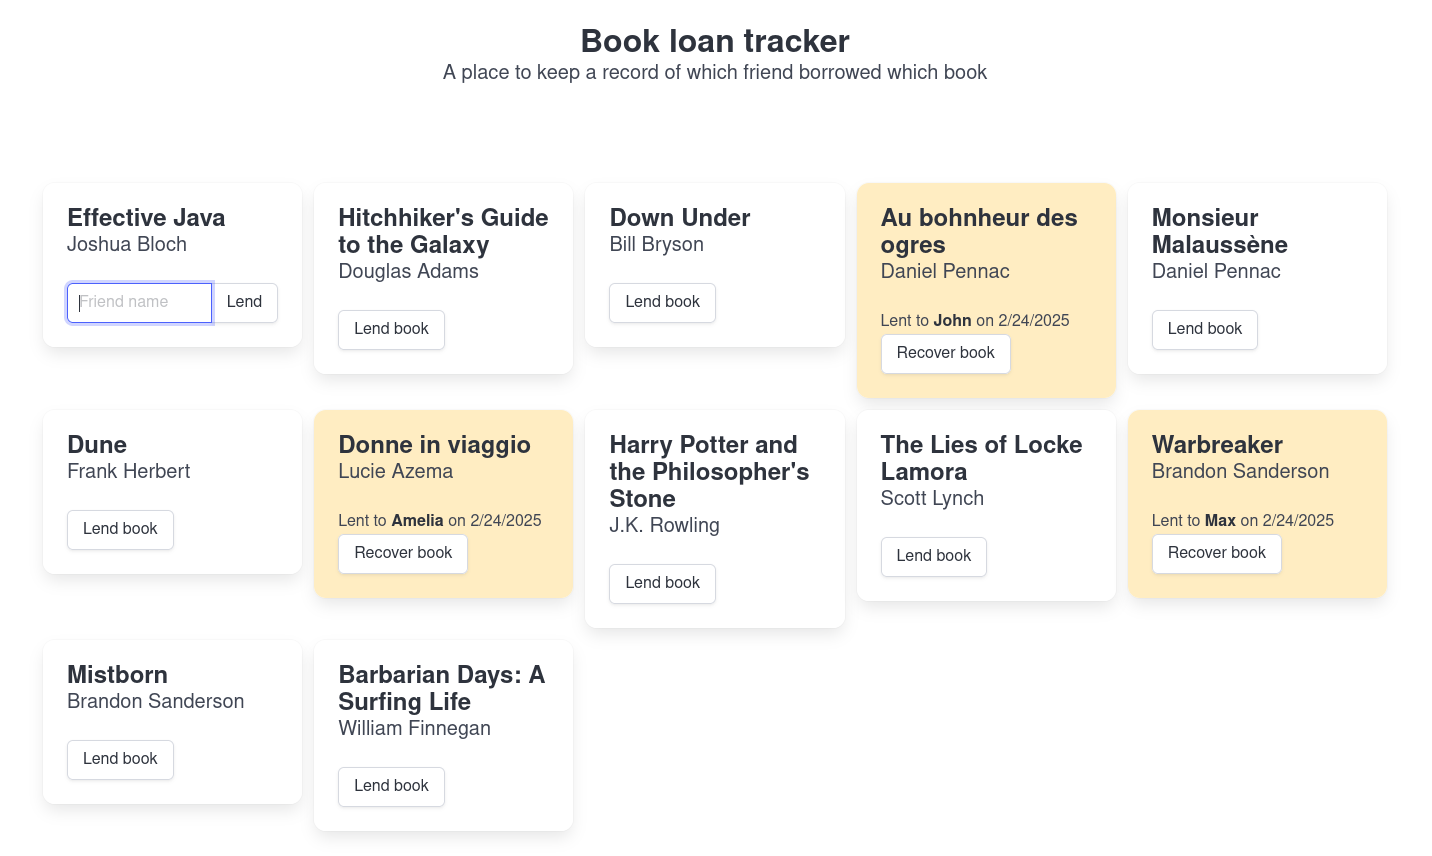 Book loan tracker
A place to keep a record of which friend borrowed which book
Effective Java
Joshua Bloch
Friend name
Lend
Hitchhiker's Guide
to the Galaxy
Douglas Adams
Lend book
Down Under
Bill Bryson
Lend book
Au bohnheur des
ogres
Daniel Pennac
Lent to John on 2/24/2025
Recover book
Monsieur
Malaussène
Daniel Pennac
Lend book
Dune
Frank Herbert
Lend book
Donne in viaggio
Lucie Azema
Lent to Amelia on 2/24/2025
Recover book
Harry Potter and
the Philosopher's
Stone
J.K. Rowling
Lend book
The Lies of Locke
Lamora
Scott Lynch
Lend book
Warbreaker
Brandon Sanderson
Lent to Max on 2/24/2025
Recover book
Mistborn
Brandon Sanderson
Lend book
Barbarian Days: A
Surfing Life
William Finnegan
Lend book